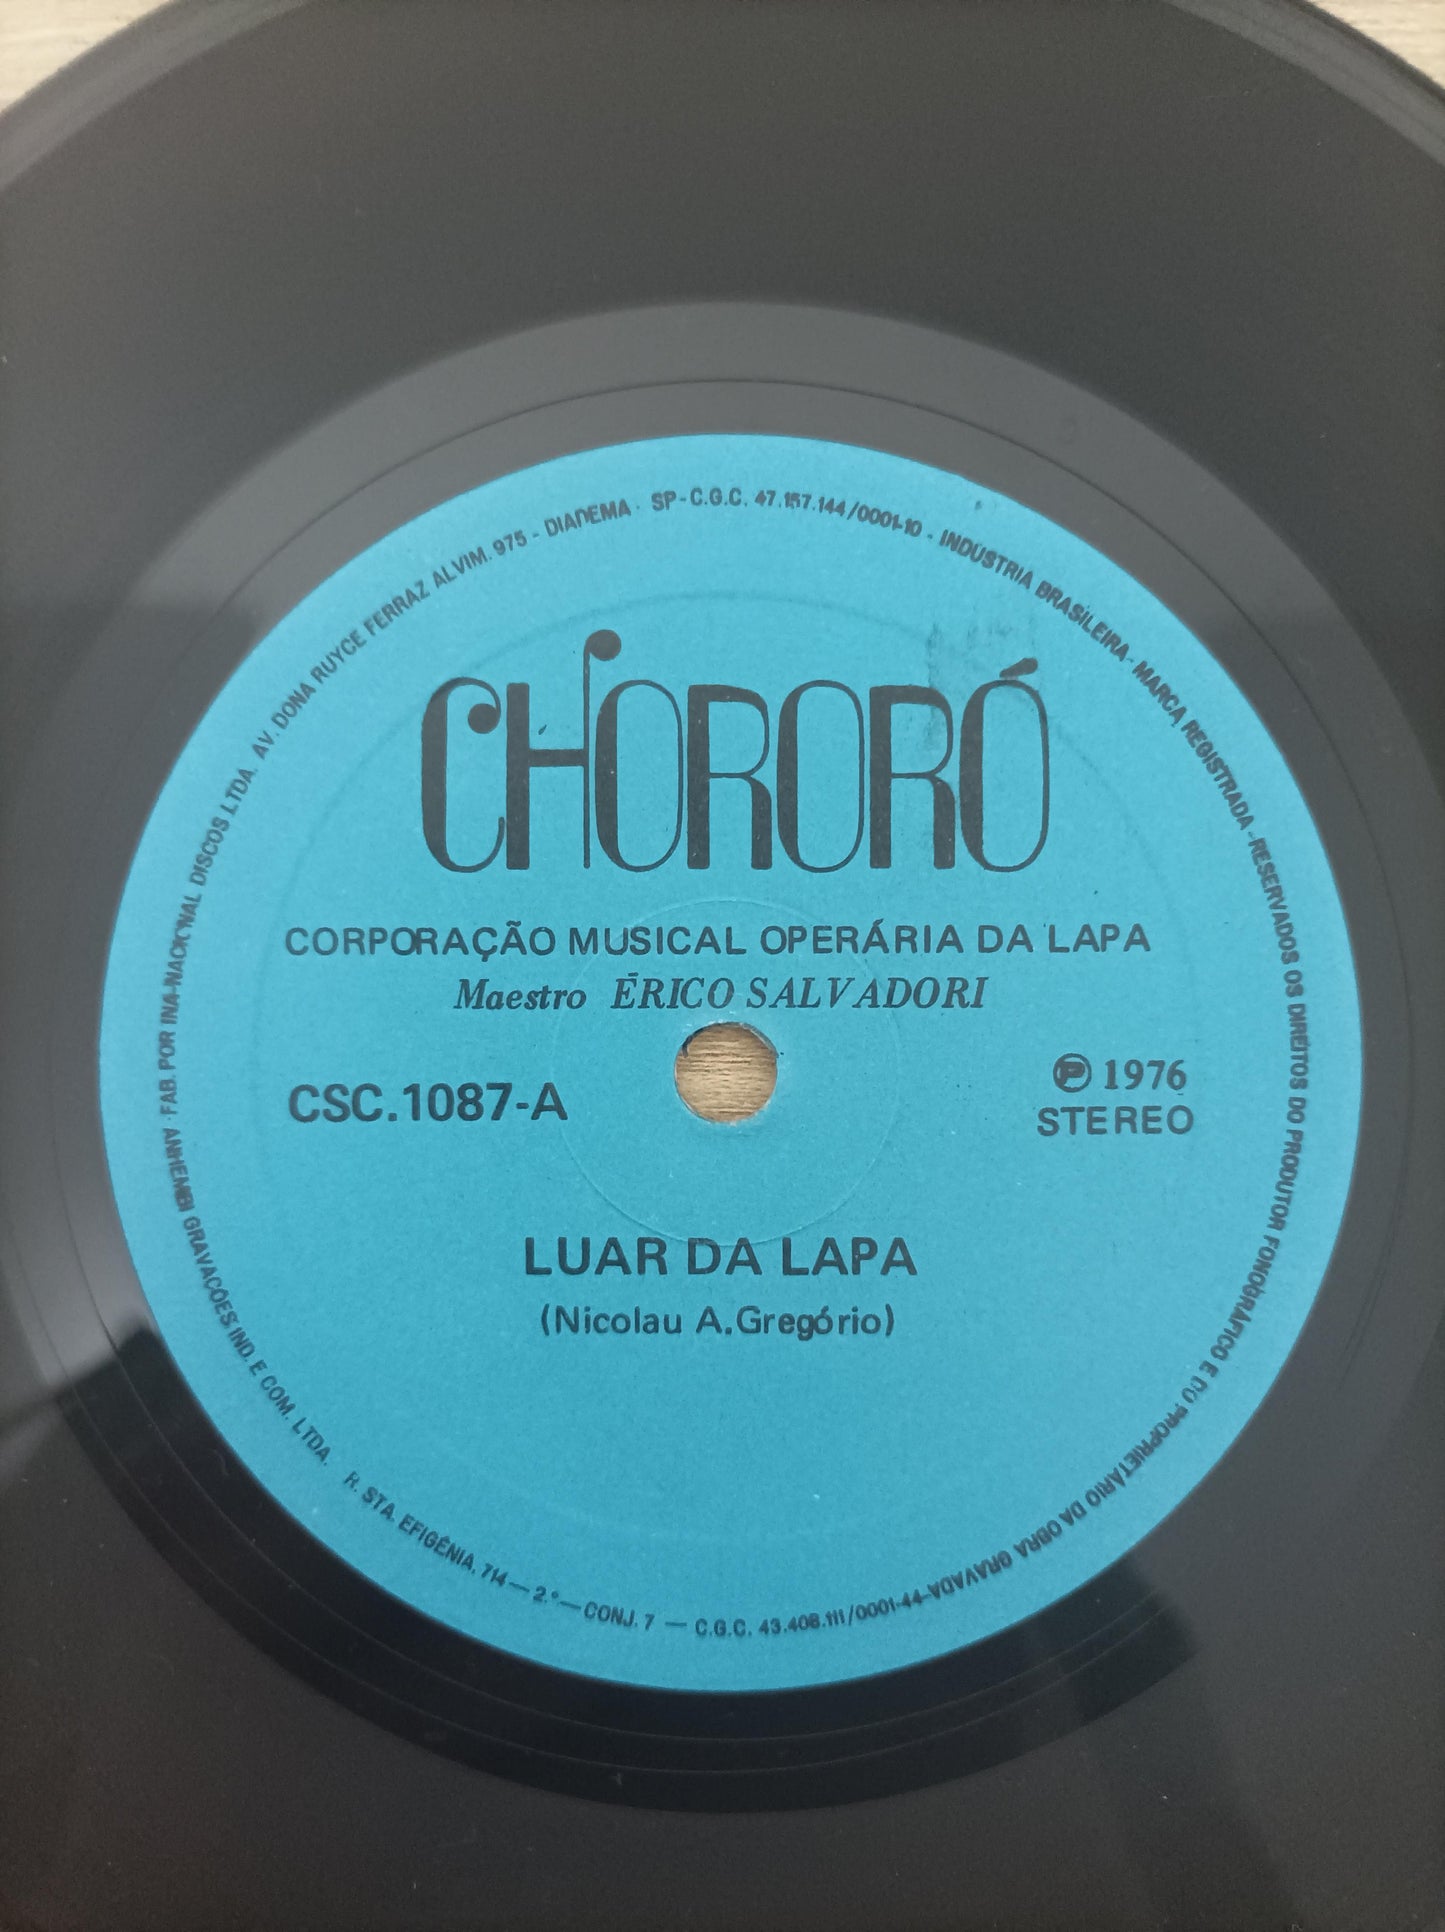 CHORORÓ
CORPORAÇÃO MUSICAL OPERÁRIA DA LAPA
Maestro ÉRICO SALVADORI
CSC.1087-A
Ⓟ 1976
STEREO
LUAR DA LAPA
(Nicolau A.Gregório)
ANHEMBI GRAVAÇÕES IND. E COM. LTDA. R. STA. EFIGÊNIA, 714 — 2.° — CONJ. 7 — C.G.C. 43.408.111/0001-44
FAB. POR INA-NACIONAL DISCOS LTDA. AV. DONA RUYCE FERRAZ ALVIM. 975 - DIADEMA - SP - C.G.C. 47.157.144/0001-10 - INDÚSTRIA BRASILEIRA - MARCA REGISTRADA - RESERVADOS OS DIREITOS DO PRODUTOR FONOGRÁFICO E DO PROPRIETÁRIO DA OBRA GRAVADA